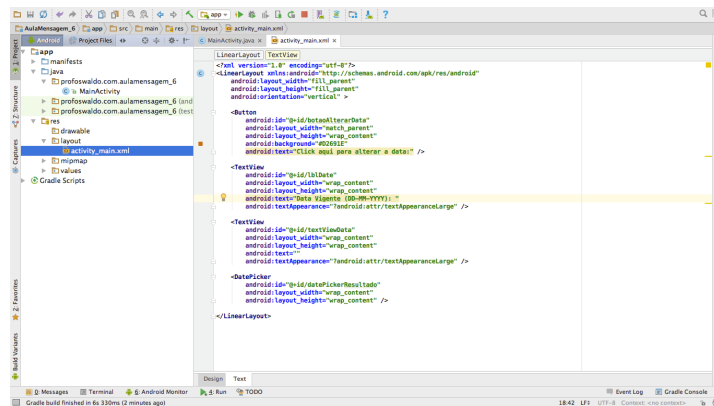 app
AulaMensagem_6 app src main res layout activity_main.xml
Android Project Files
MainActivity.java × activity_main.xml ×
1: Project
Z: Structure
Captures
2: Favorites
Build Variants
app
manifests
java
profoswaldo.com.aulamensagem_6
MainActivity
profoswaldo.com.aulamensagem_6 (and
profoswaldo.com.aulamensagem_6 (test
res
drawable
layout
activity_main.xml
mipmap
values
Gradle Scripts
LinearLayout TextView
<?xml version="1.0" encoding="utf-8"?>
<LinearLayout xmlns:android="http://schemas.android.com/apk/res/android"
android:layout_width="fill_parent"
android:layout_height="fill_parent"
android:orientation="vertical" >
<Button
android:id="@+id/botaoAlterarData"
android:layout_width="match_parent"
android:layout_height="wrap_content"
android:background="#D2691E"
android:text="Click aqui para alterar a data:" />
<TextView
android:id="@+id/lblData"
android:layout_width="wrap_content"
android:layout_height="wrap_content"
android:text="Data Vigente (DD-MM-YYYY): "
android:textAppearance="?android:attr/textAppearanceLarge" />
<TextView
android:id="@+id/textViewData"
android:layout_width="wrap_content"
android:layout_height="wrap_content"
android:text=""
android:textAppearance="?android:attr/textAppearanceLarge" />
<DatePicker
android:id="@+id/datePickerResultado"
android:layout_width="wrap_content"
android:layout_height="wrap_content" />
</LinearLayout>
Design Text
0: Messages Terminal 6: Android Monitor 4: Run TODO Event Log Gradle Console
Gradle build finished in 6s 330ms (2 minutes ago) 18:42 LF‡ UTF-8 Context: <no context>